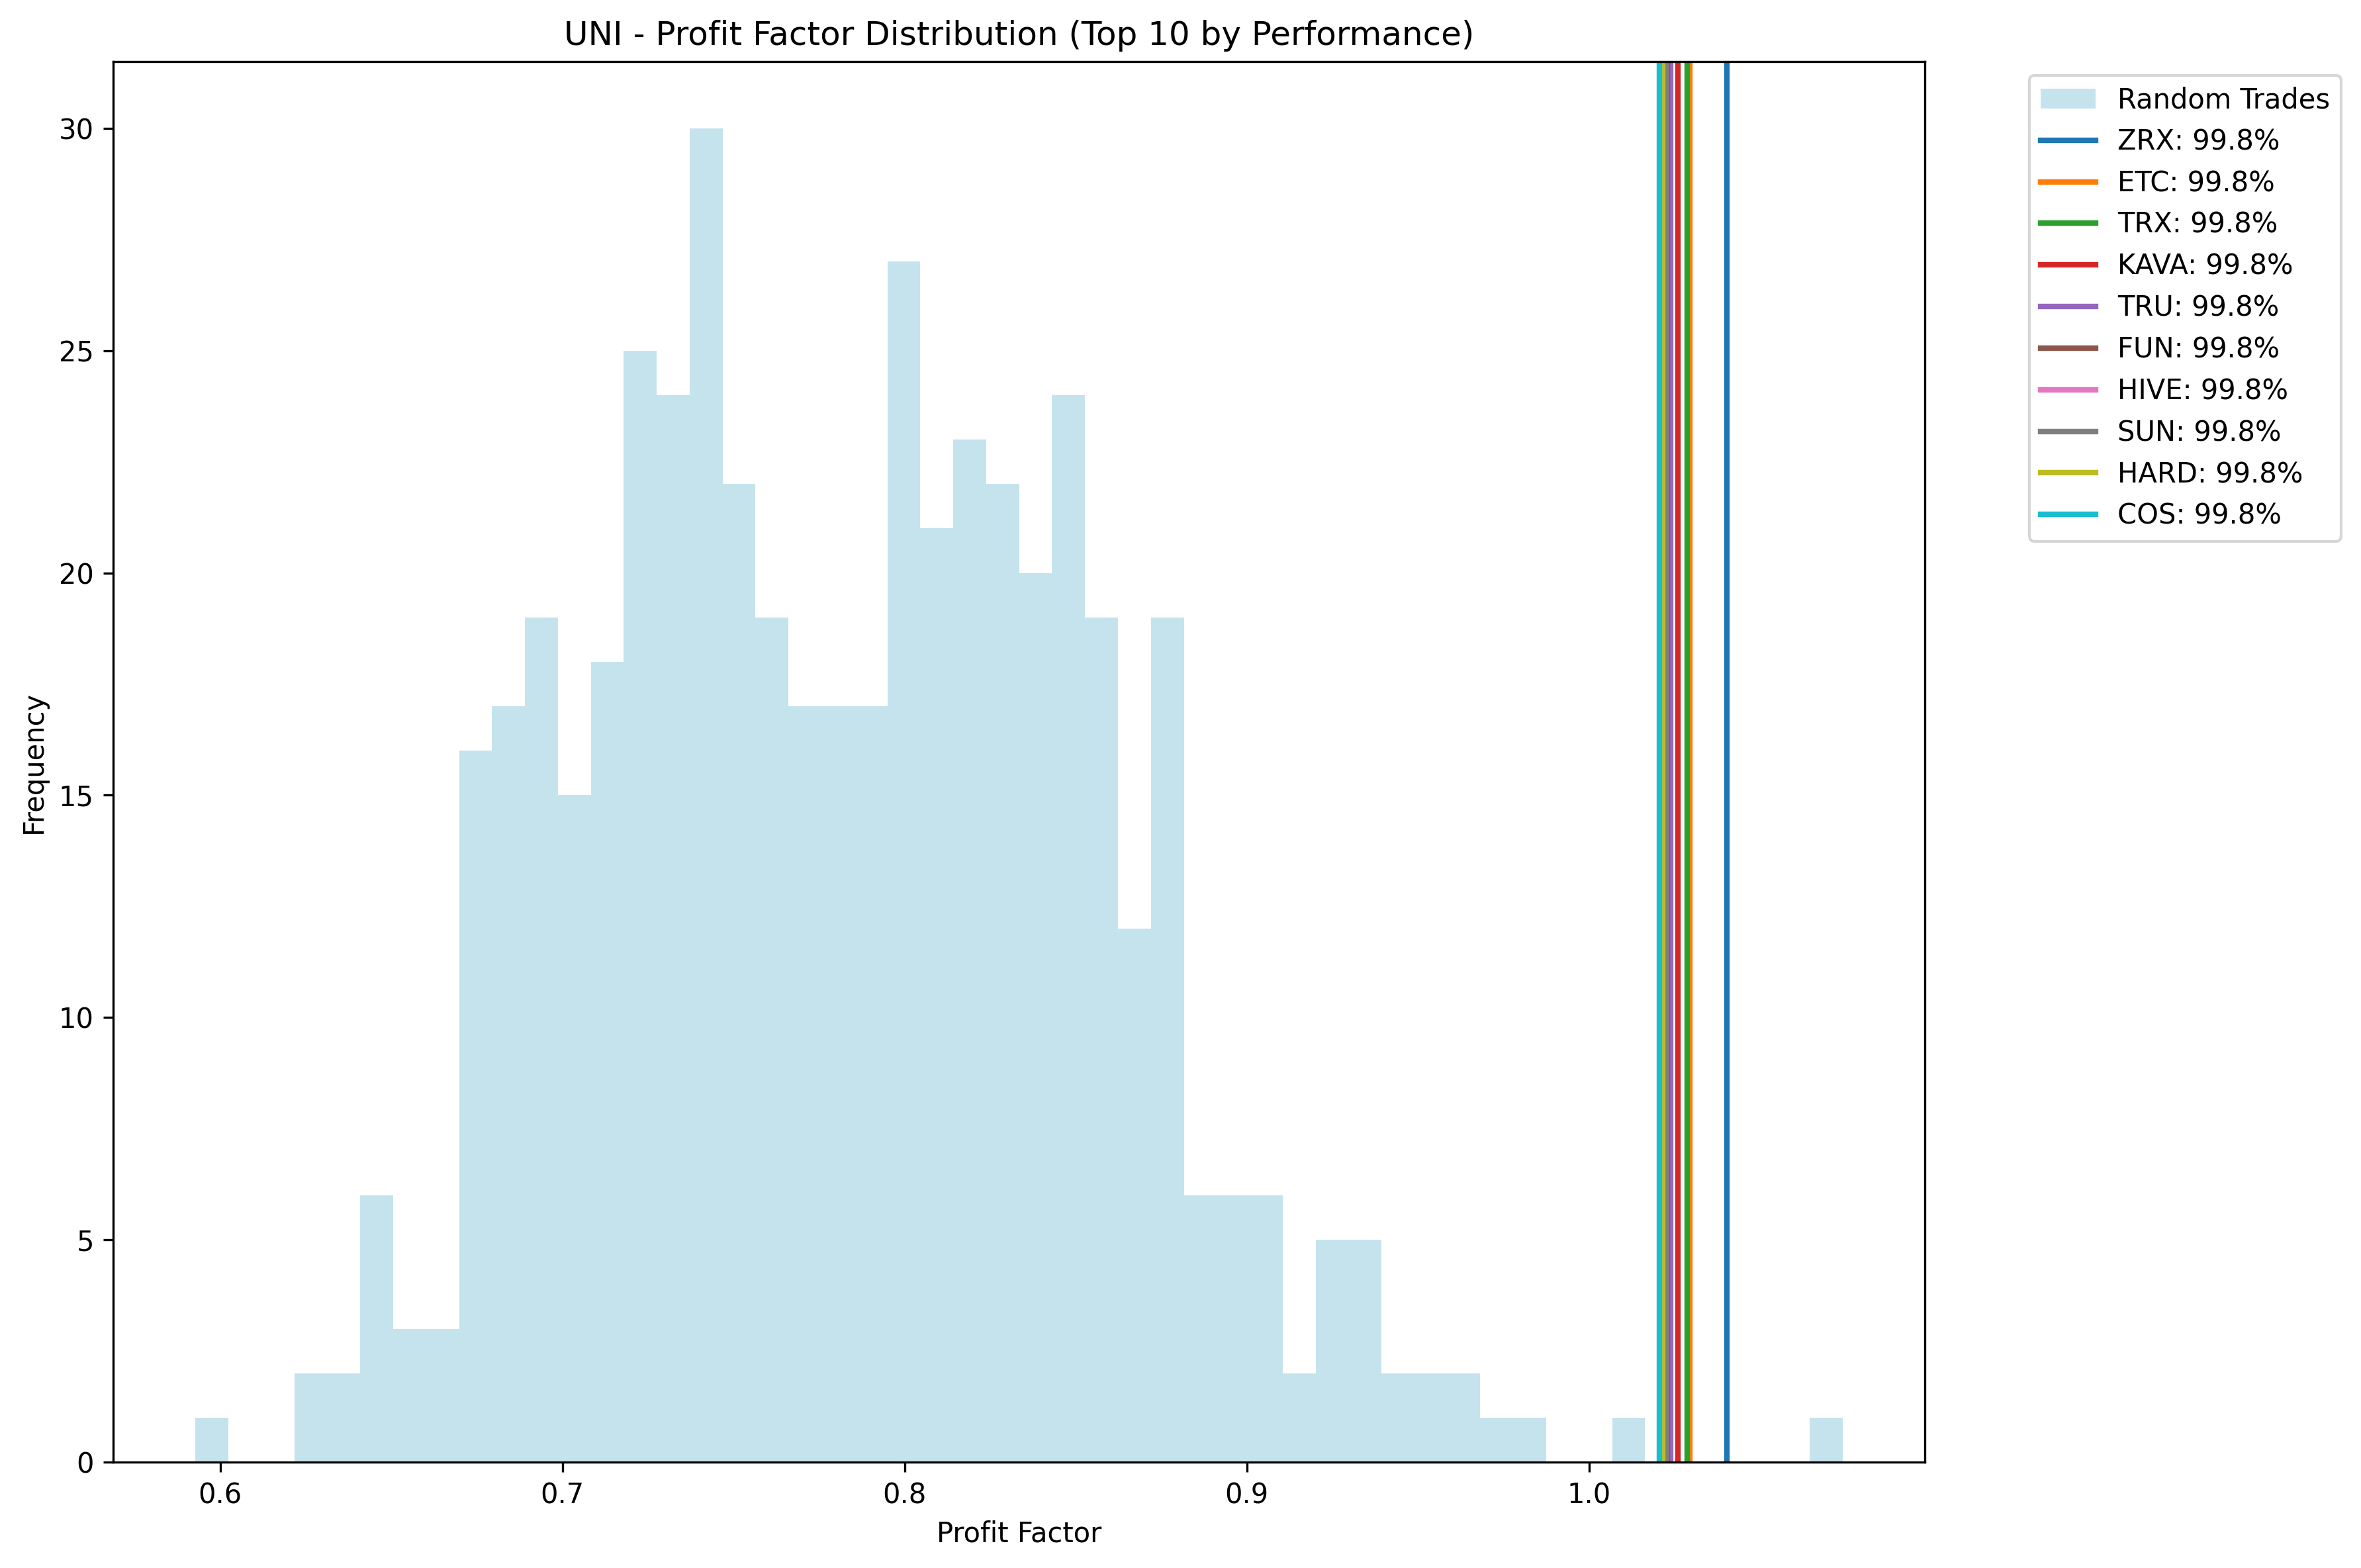 UNI - Profit Factor Distribution (Top 10 by Performance)
Random Trades
ZRX: 99.8%
ETC: 99.8%
TRX: 99.8%
KAVA: 99.8%
TRU: 99.8%
FUN: 99.8%
HIVE: 99.8%
SUN: 99.8%
HARD: 99.8%
COS: 99.8%
Frequency
30
25
20
15
10
5
0
0.6 0.7 0.8 0.9 1.0
Profit Factor